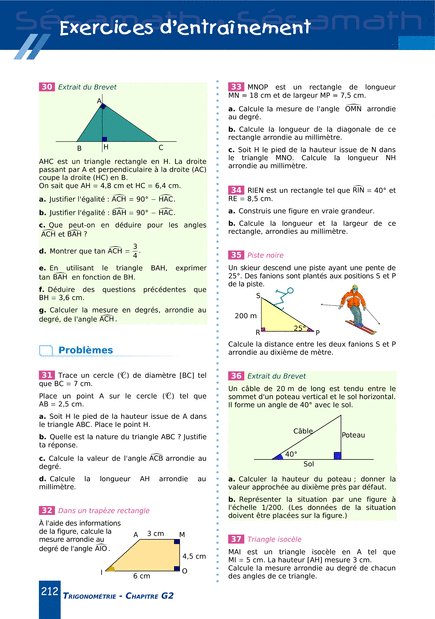 Sésamath
Sésamath
Exercices d'entraînement
30 Extrait du Brevet
A
B
H
C
AHC est un triangle rectangle en H. La droite
passant par A et perpendiculaire à la droite (AC)
coupe la droite (HC) en B.
On sait que AH = 4,8 cm et HC = 6,4 cm.
a. Justifier l'égalité : ACH = 90° − HAC.
b. Justifier l'égalité : BAH = 90° − HAC.
c. Que peut-on en déduire pour les angles
ACH et BAH ?
d. Montrer que tan ACH = 3/4.
e. En utilisant le triangle BAH, exprimer
tan BAH en fonction de BH.
f. Déduire des questions précédentes que
BH = 3,6 cm.
g. Calculer la mesure en degrés, arrondie au
degré, de l'angle ACH.
Problèmes
31 Trace un cercle (𝒞) de diamètre [BC] tel
que BC = 7 cm.
Place un point A sur le cercle (𝒞) tel que
AB = 2,5 cm.
a. Soit H le pied de la hauteur issue de A dans
le triangle ABC. Place le point H.
b. Quelle est la nature du triangle ABC ? Justifie
ta réponse.
c. Calcule la valeur de l'angle ACB arrondie au
degré.
d. Calcule la longueur AH arrondie au
millimètre.
32 Dans un trapèze rectangle
À l'aide des informations
de la figure, calcule la
mesure arrondie au
degré de l'angle AIO.
A
3 cm
M
4,5 cm
I
6 cm
O
33 MNOP est un rectangle de longueur
MN = 18 cm et de largeur MP = 7,5 cm.
a. Calcule la mesure de l'angle OMN arrondie
au degré.
b. Calcule la longueur de la diagonale de ce
rectangle arrondie au millimètre.
c. Soit H le pied de la hauteur issue de N dans
le triangle MNO. Calcule la longueur NH
arrondie au millimètre.
34 RIEN est un rectangle tel que RIN = 40° et
RE = 8,5 cm.
a. Construis une figure en vraie grandeur.
b. Calcule la longueur et la largeur de ce
rectangle, arrondies au millimètre.
35 Piste noire
Un skieur descend une piste ayant une pente de
25°. Des fanions sont plantés aux positions S et P
de la piste.
S
200 m
25°
R
P
Calcule la distance entre les deux fanions S et P
arrondie au dixième de mètre.
36 Extrait du Brevet
Un câble de 20 m de long est tendu entre le
sommet d'un poteau vertical et le sol horizontal.
Il forme un angle de 40° avec le sol.
Câble
Poteau
40°
Sol
a. Calculer la hauteur du poteau ; donner la
valeur approchée au dixième près par défaut.
b. Représenter la situation par une figure à
l'échelle 1/200. (Les données de la situation
doivent être placées sur la figure.)
37 Triangle isocèle
MAI est un triangle isocèle en A tel que
MI = 5 cm. La hauteur [AH] mesure 3 cm.
Calcule la mesure arrondie au degré de chacun
des angles de ce triangle.
212 Trigonométrie - Chapitre G2